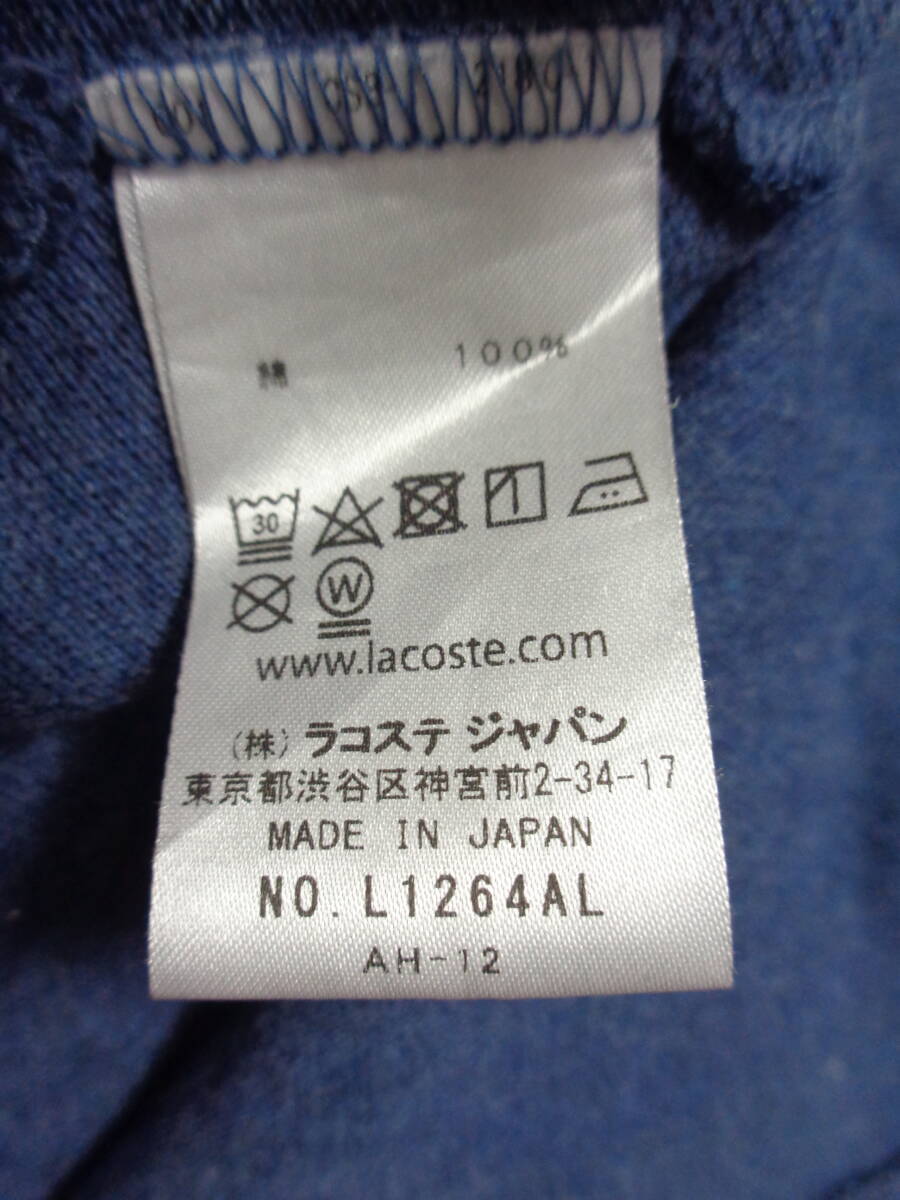 綿 100%
30
W
www.lacoste.com
(株) ラコステ ジャパン
東京都渋谷区神宮前2-34-17
MADE IN JAPAN
NO. L1264AL
AH-12